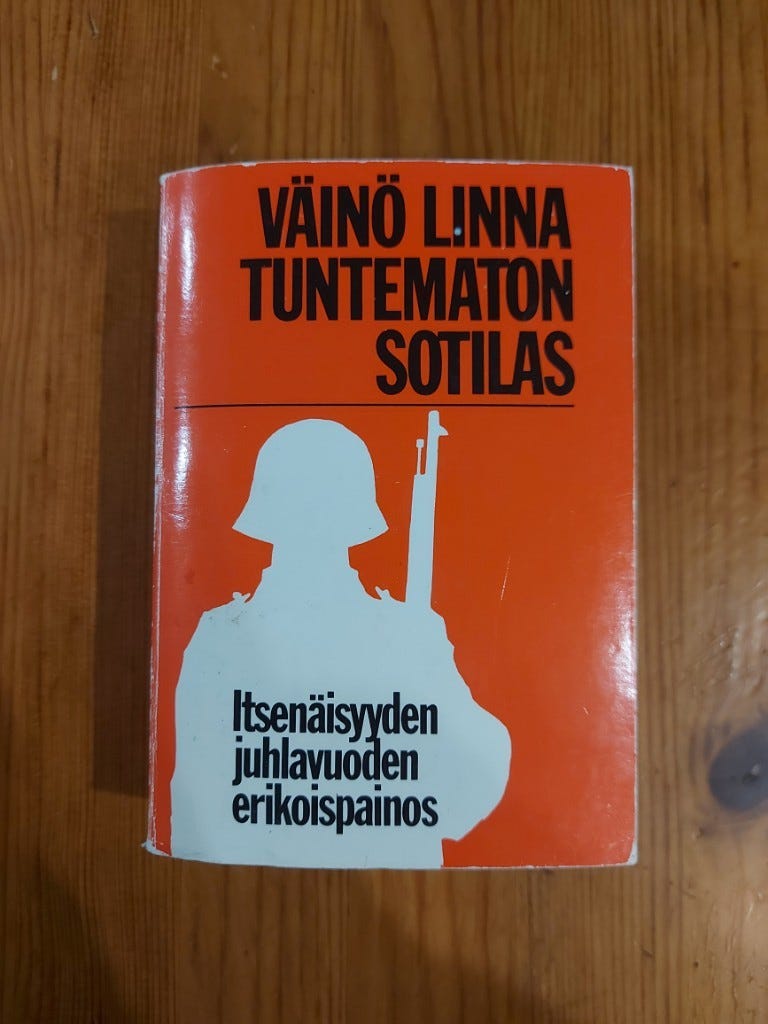 VÄINÖ LINNA
TUNTEMATON
SOTILAS
Itsenäisyyden
juhlavuoden
erikoispainos